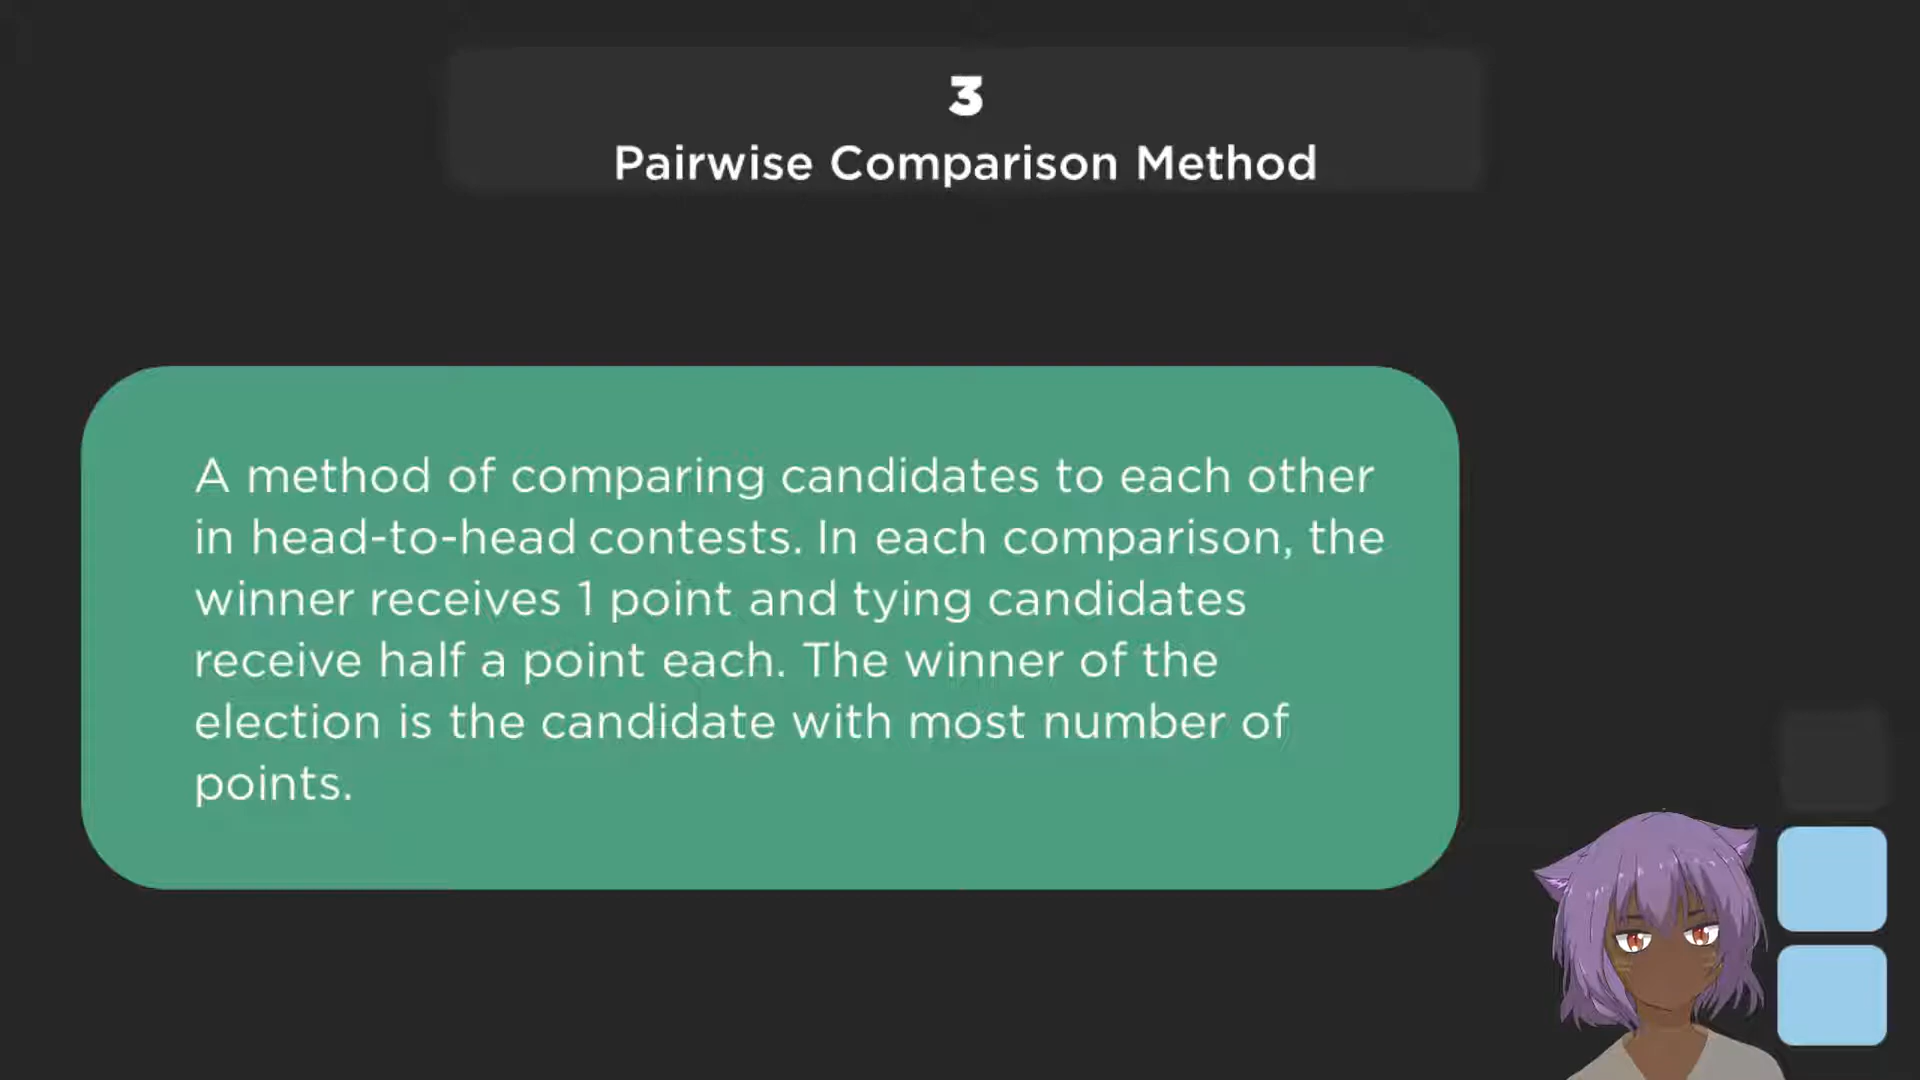 3
Pairwise Comparison Method
A method of comparing candidates to each other
in head-to-head contests. In each comparison, the
winner receives 1 point and tying candidates
receive half a point each. The winner of the
election is the candidate with most number of
points.